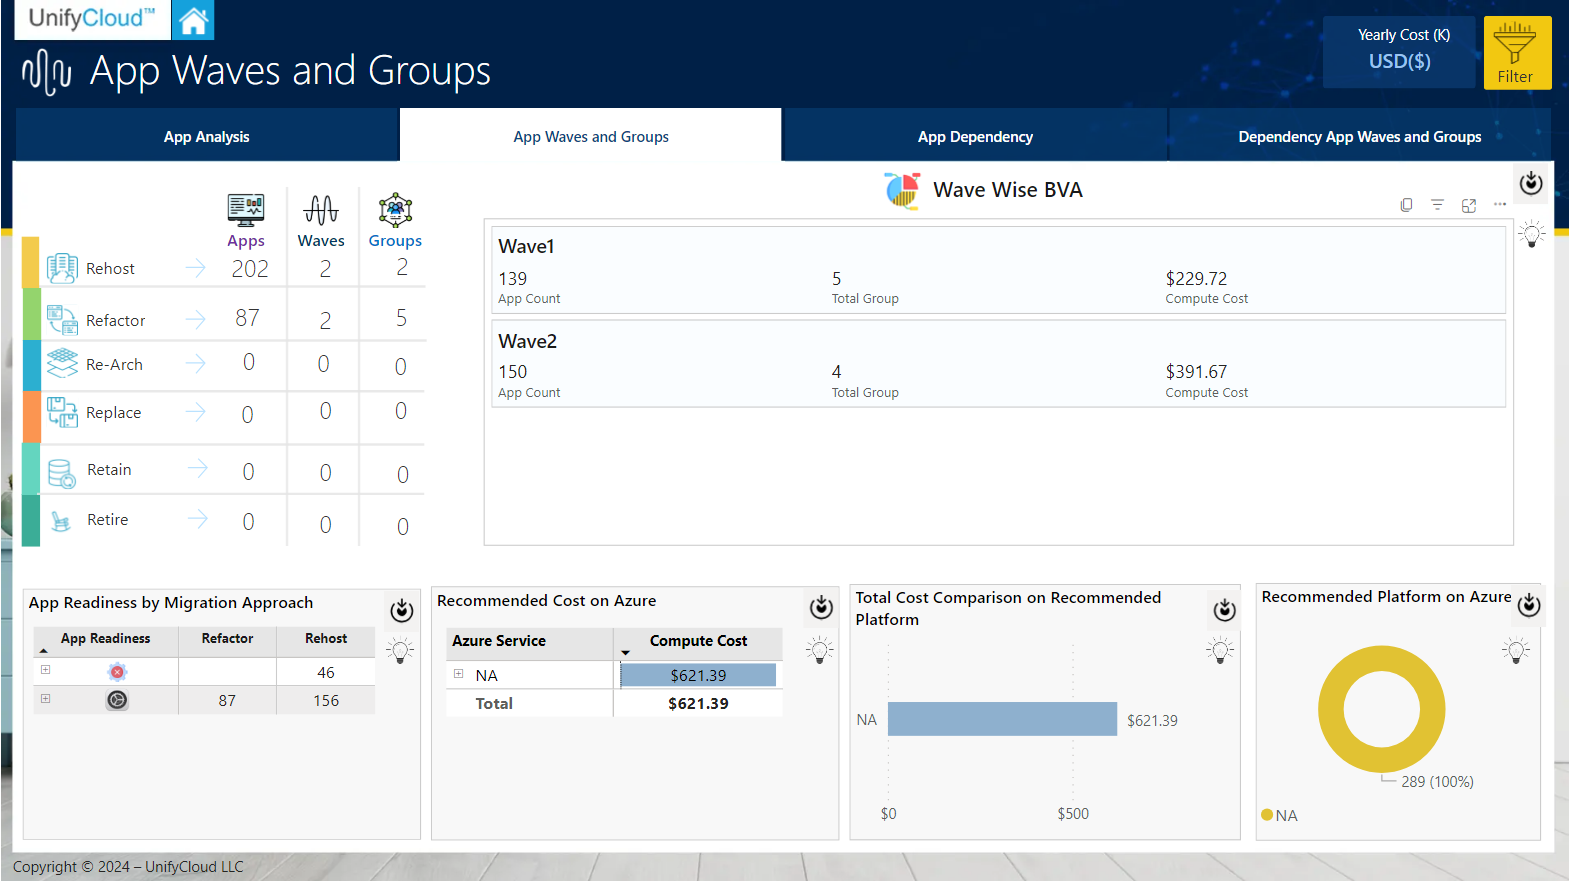 UnifyCloud™
App Waves and Groups
Yearly Cost (K)
USD($)
Filter
App Analysis
App Waves and Groups
App Dependency
Dependency App Waves and Groups
Apps Waves Groups
Rehost 202 2 2
Refactor 87 2 5
Re-Arch 0 0 0
Replace 0 0 0
Retain 0 0 0
Retire 0 0 0
Wave Wise BVA
Wave1
139 5 $229.72
App Count Total Group Compute Cost
Wave2
150 4 $391.67
App Count Total Group Compute Cost
App Readiness by Migration Approach
App Readiness Refactor Rehost
46
87 156
Recommended Cost on Azure
Azure Service Compute Cost
NA $621.39
Total $621.39
Total Cost Comparison on Recommended
Platform
NA $621.39
$0 $500
Recommended Platform on Azure
289 (100%)
NA
Copyright © 2024 – UnifyCloud LLC